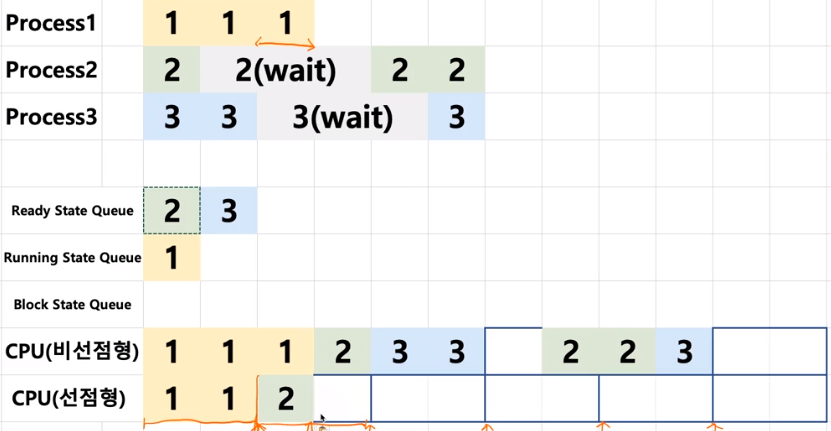 Process1 1 1 1
Process2 2 2(wait) 2 2
Process3 3 3 3(wait) 3
Ready State Queue 2 3
Running State Queue 1
Block State Queue
CPU(비선점형) 1 1 1 2 3 3 2 2 3
CPU(선점형) 1 1 2